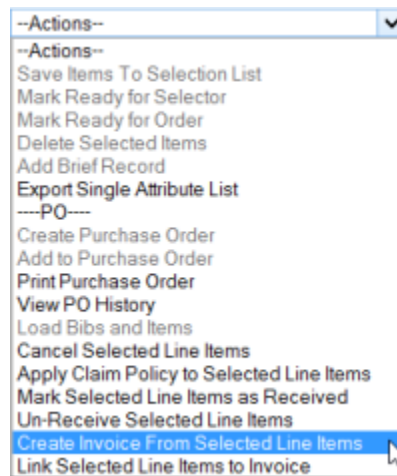 --Actions--
--Actions--
Save Items To Selection List
Mark Ready for Selector
Mark Ready for Order
Delete Selected Items
Add Brief Record
Export Single Attribute List
----PO----
Create Purchase Order
Add to Purchase Order
Print Purchase Order
View PO History
Load Bibs and Items
Cancel Selected Line Items
Apply Claim Policy to Selected Line Items
Mark Selected Line Items as Received
Un-Receive Selected Line Items
Create Invoice From Selected Line Items
Link Selected Line Items to Invoice